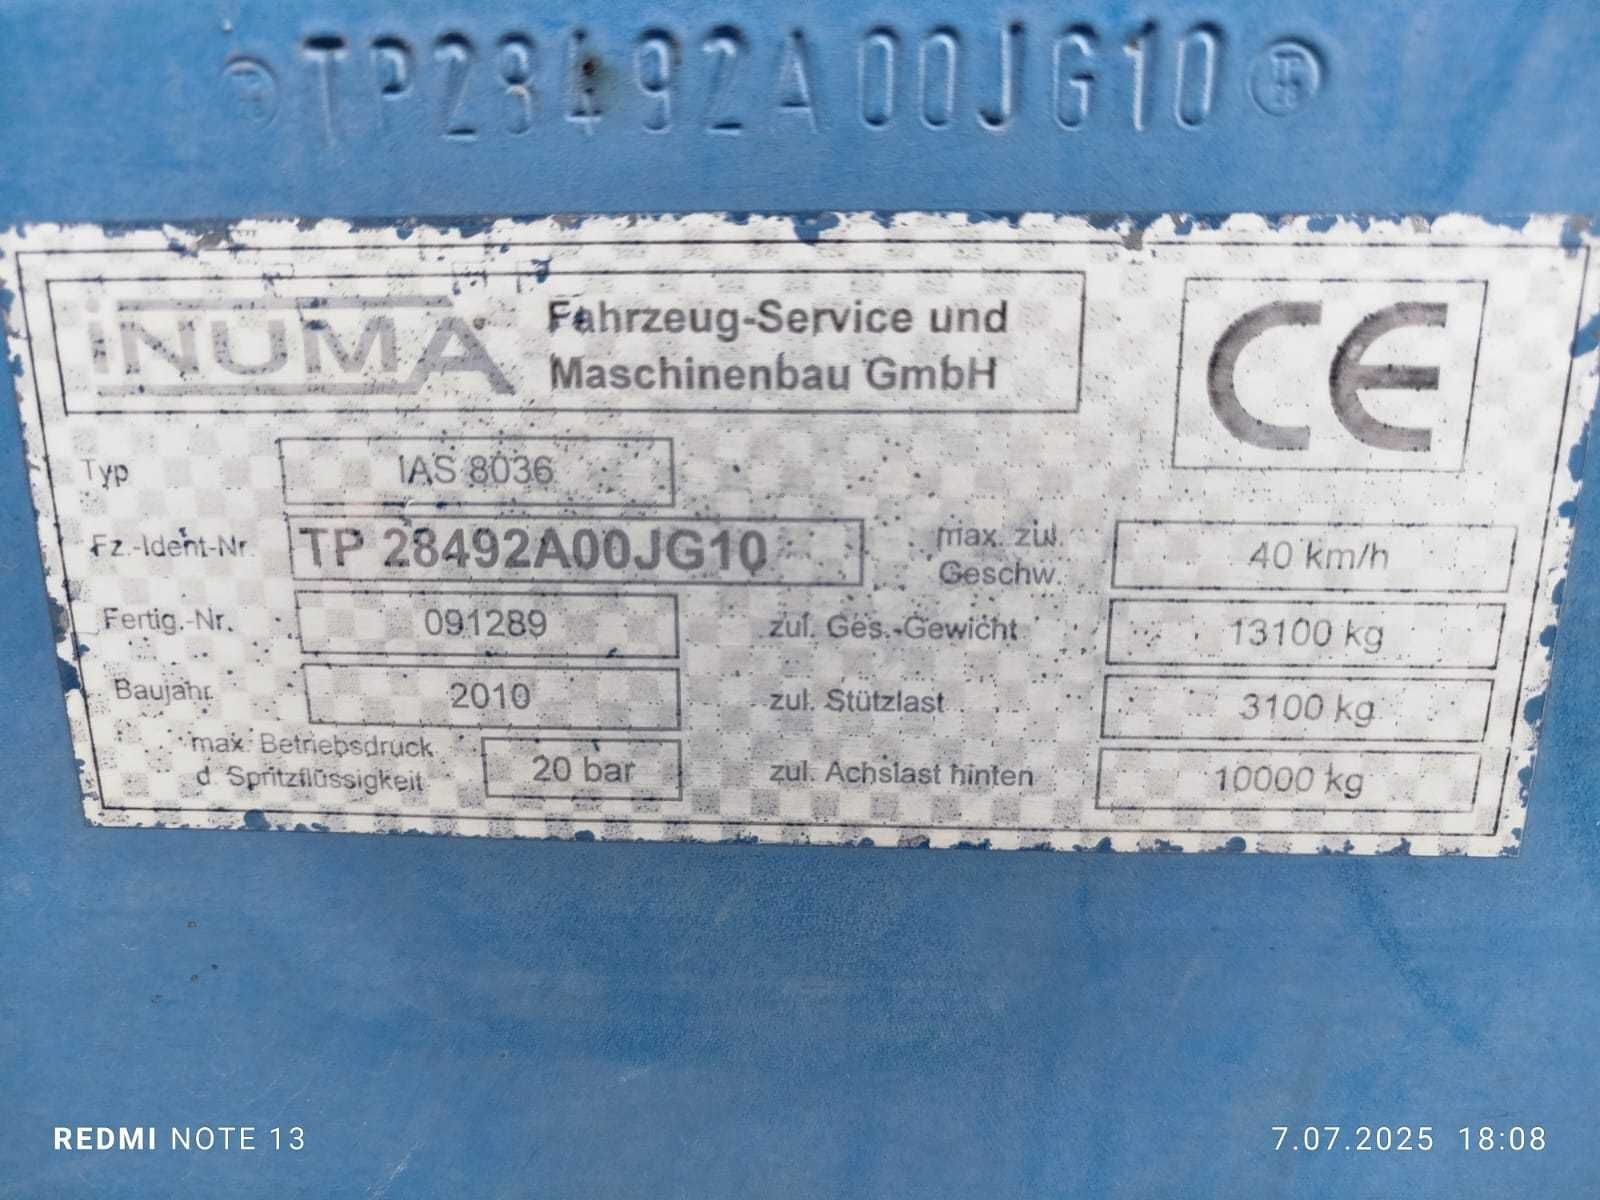 TP28492A00JG10
iNUMA
Fahrzeug-Service und
Maschinenbau GmbH
CE
Typ IAS 8036
Fz.-Ident-Nr. TP 28492A00JG10
max. zul. Geschw. 40 km/h
Fertig.-Nr. 091289
zul. Ges.-Gewicht 13100 kg
Baujahr 2010
zul. Stützlast 3100 kg
max. Betriebsdruck
d. Spritzflüssigkeit 20 bar
zul. Achslast hinten 10000 kg
REDMI NOTE 13
7.07.2025 18:08